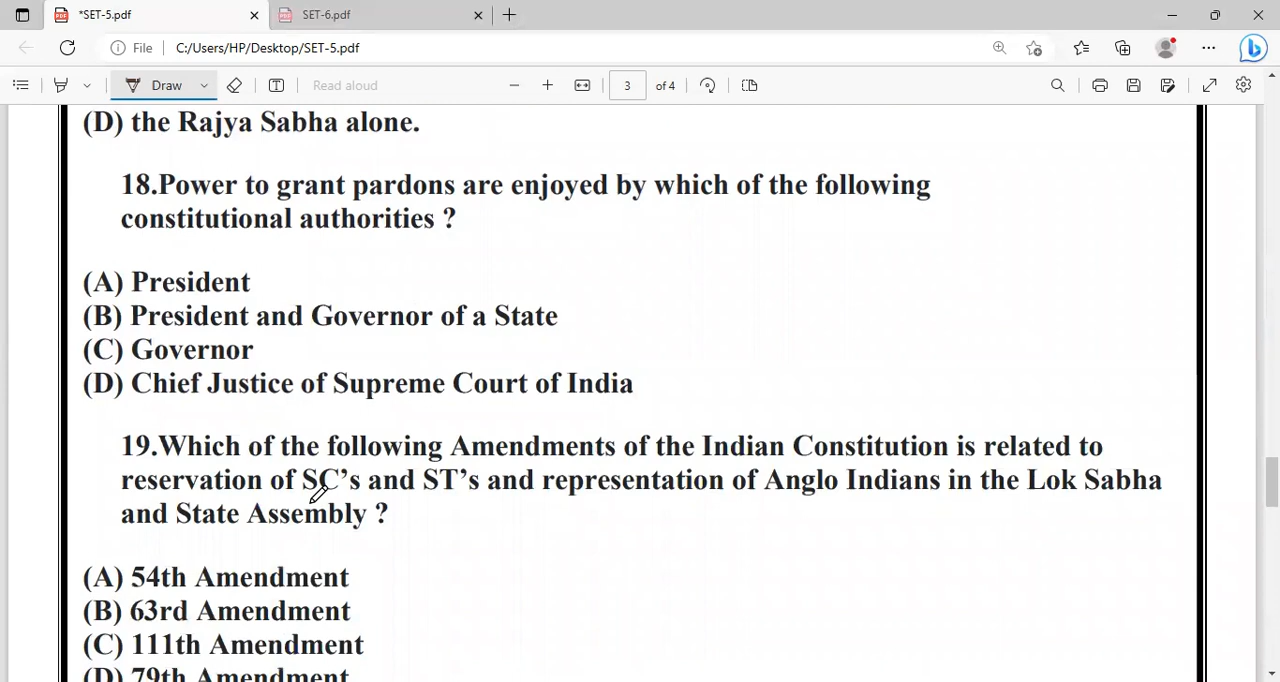 *SET-5.pdf
SET-6.pdf
File C:/Users/HP/Desktop/SET-5.pdf
Draw
Read aloud
3 of 4
(D) the Rajya Sabha alone.
18.Power to grant pardons are enjoyed by which of the following
constitutional authorities ?
(A) President
(B) President and Governor of a State
(C) Governor
(D) Chief Justice of Supreme Court of India
19.Which of the following Amendments of the Indian Constitution is related to
reservation of SC’s and ST’s and representation of Anglo Indians in the Lok Sabha
and State Assembly ?
(A) 54th Amendment
(B) 63rd Amendment
(C) 111th Amendment
(D) 79th Amendment